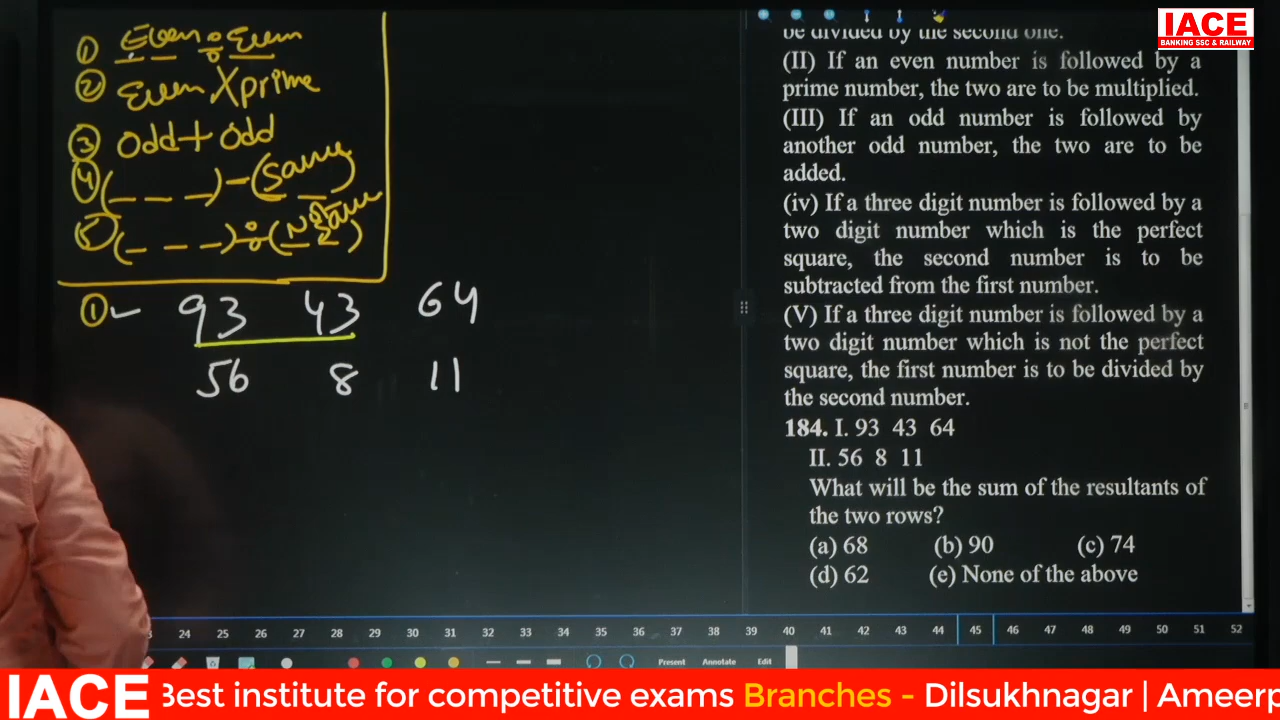 ① Even ÷ Even
② Even X prime
③ Odd + Odd
④ (_ _ _) - (Same _ _)
⑤ (_ _ _) ÷ (_ _)
① 93 43 64
56 8 11
IACE
BANKING SSC & RAILWAY
be divided by the second one.
(II) If an even number is followed by a
prime number, the two are to be multiplied.
(III) If an odd number is followed by
another odd number, the two are to be
added.
(iv) If a three digit number is followed by a
two digit number which is the perfect
square, the second number is to be
subtracted from the first number.
(V) If a three digit number is followed by a
two digit number which is not the perfect
square, the first number is to be divided by
the second number.
184. I. 93 43 64
II. 56 8 11
What will be the sum of the resultants of
the two rows?
(a) 68 (b) 90 (c) 74
(d) 62 (e) None of the above
24 25 26 27 28 29 30 31 32 33 34 35 36 37 38 39 40 41 42 43 44 45 46 47 48 49 50 51 52
Present Annotate Edit
IACE Best institute for competitive exams Branches - Dilsukhnagar | Ameerp